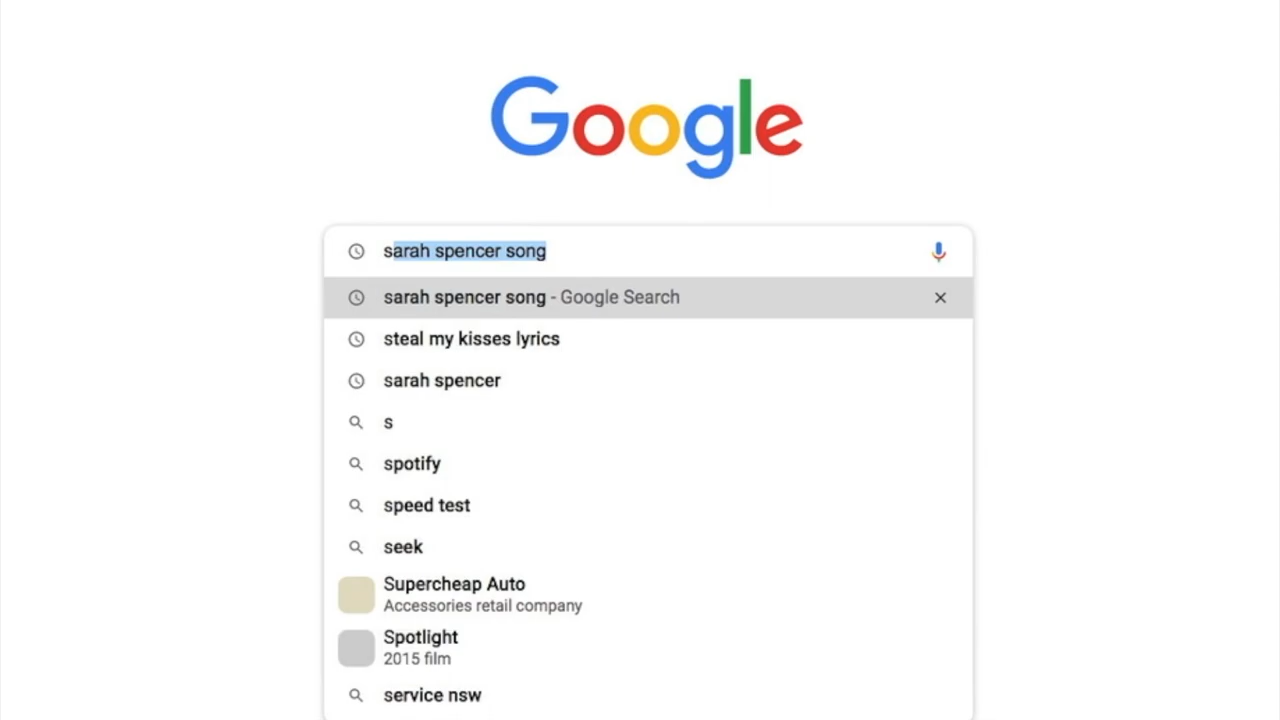 Google
sarah spencer song
sarah spencer song - Google Search
steal my kisses lyrics
sarah spencer
s
spotify
speed test
seek
Supercheap Auto
Accessories retail company
Spotlight
2015 film
service nsw